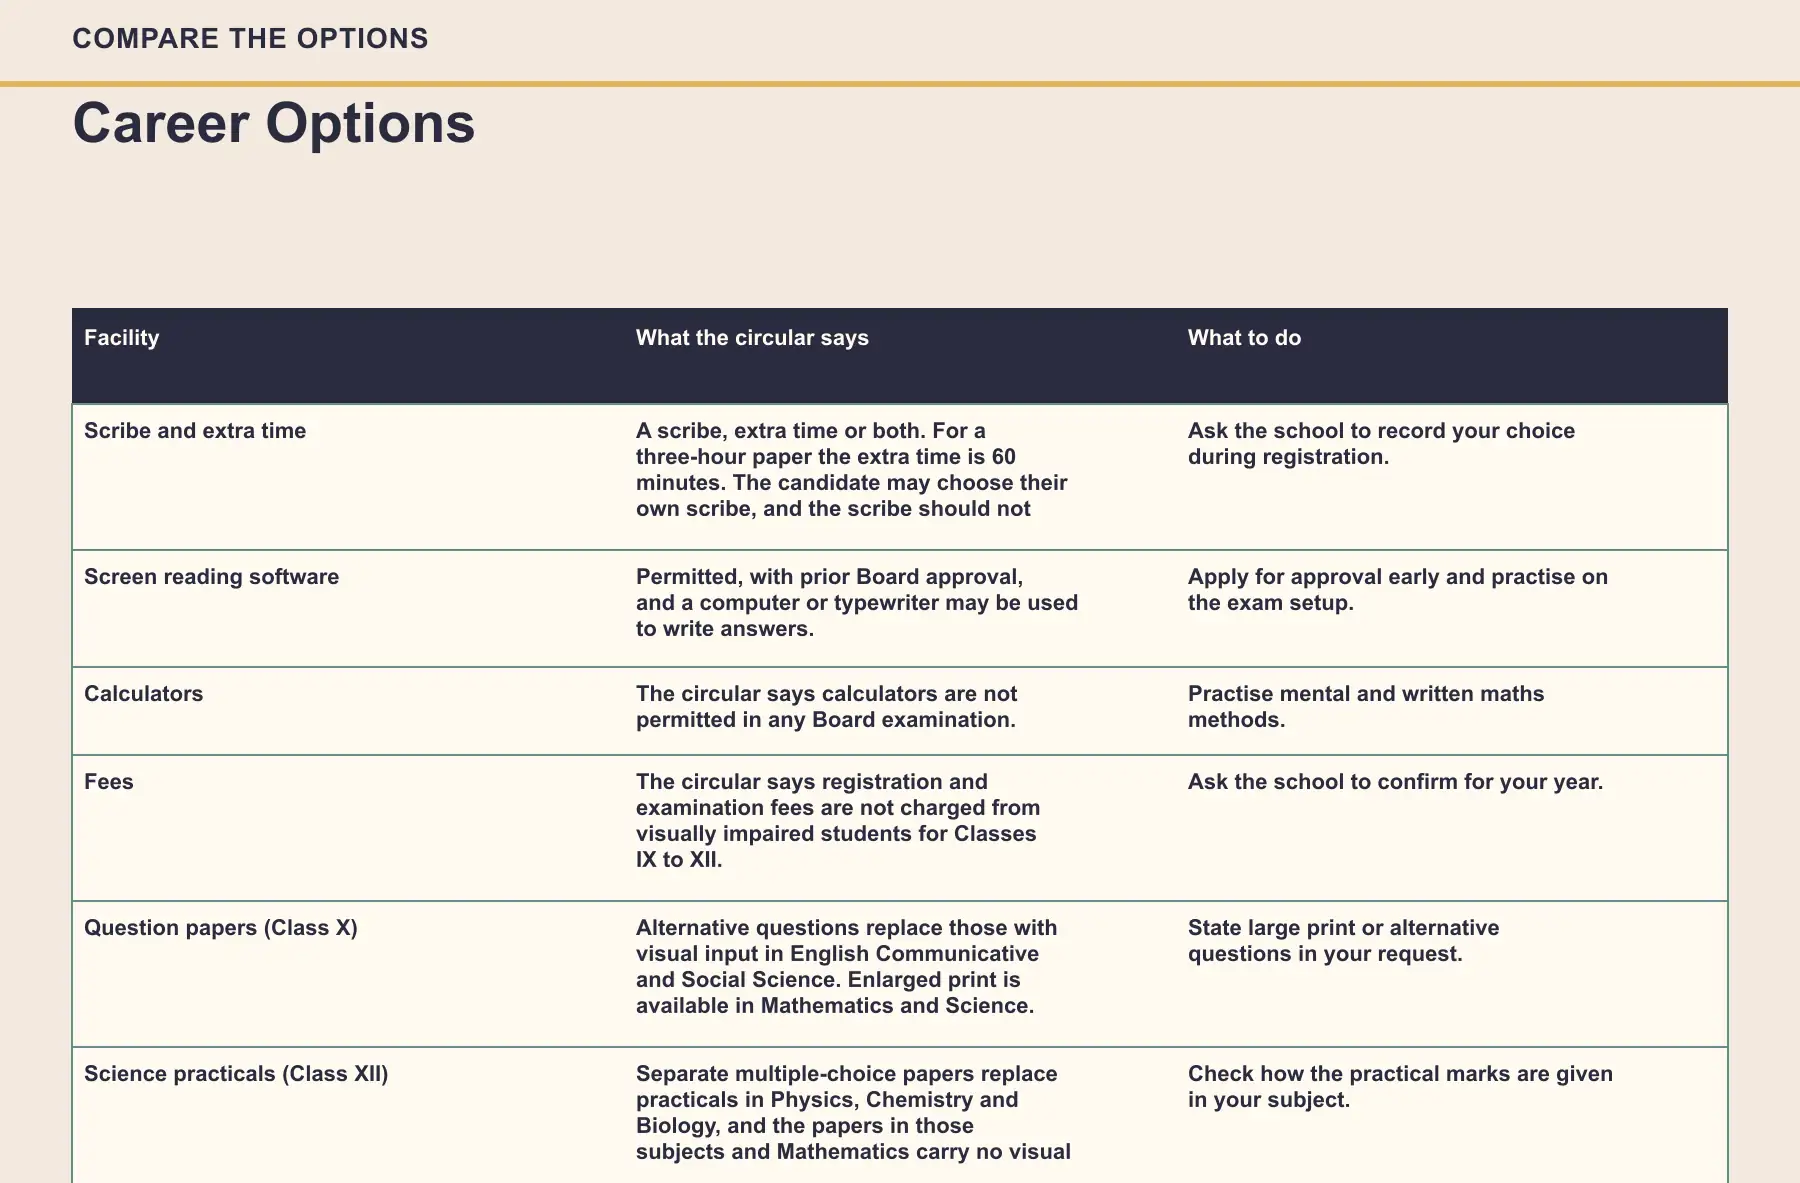 COMPARE THE OPTIONS
Career Options
Facility
What the circular says
What to do
Scribe and extra time
A scribe, extra time or both. For a
three-hour paper the extra time is 60
minutes. The candidate may choose their
own scribe, and the scribe should not
Ask the school to record your choice
during registration.
Screen reading software
Permitted, with prior Board approval,
and a computer or typewriter may be used
to write answers.
Apply for approval early and practise on
the exam setup.
Calculators
The circular says calculators are not
permitted in any Board examination.
Practise mental and written maths
methods.
Fees
The circular says registration and
examination fees are not charged from
visually impaired students for Classes
IX to XII.
Ask the school to confirm for your year.
Question papers (Class X)
Alternative questions replace those with
visual input in English Communicative
and Social Science. Enlarged print is
available in Mathematics and Science.
State large print or alternative
questions in your request.
Science practicals (Class XII)
Separate multiple-choice papers replace
practicals in Physics, Chemistry and
Biology, and the papers in those
subjects and Mathematics carry no visual
Check how the practical marks are given
in your subject.